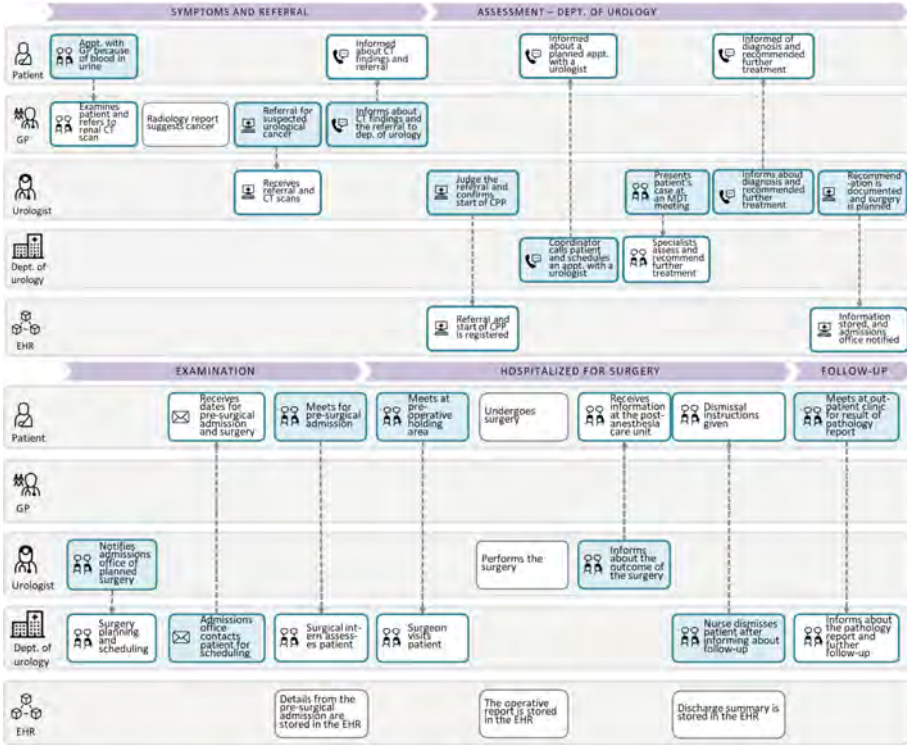 SYMPTOMS AND REFERRAL
ASSESSMENT – DEPT. OF UROLOGY
Patient
Appt. with
GP because
of blood in
urine
Informed
about CT
findings and
referral
Informed
about a
planned appt.
with a
urologist
Informed of
diagnosis and
recommended
further
treatment
GP
Examines
patient and
refers to
renal CT
scan
Radiology report
suggests cancer
Referral for
suspected
urological
cancer
Informs about
CT findings and
the referral to
dep. of urology
Urologist
Receives
referral and
CT scans
Judge the
referral and
confirms
start of CPP
Presents
patient's
case at
an MDT
meeting
Informs about
diagnosis and
recommended
further
treatment
Recommend
-ation is
documented
and surgery
is planned
Dept. of
urology
Coordinator
calls patient
and schedules
an appt. with a
urologist
Specialists
assess and
recommend
further
treatment
EHR
Referral and
start of CPP
is registered
Information
stored, and
admissions
office notified
EXAMINATION
HOSPITALIZED FOR SURGERY
FOLLOW-UP
Patient
Receives
dates for
pre-surgical
admission
and surgery
Meets for
pre-surgical
admission
Meets at
pre-
operative
holding
area
Undergoes
surgery
Receives
information
at the post-
anesthesia
care unit
Dismissal
instructions
given
Meets at out-
patient clinic
for result of
pathology
report
GP
Urologist
Notifies
admissions
office of
planned
surgery
Performs the
surgery
Informs
about the
outcome of
the surgery
Dept. of
urology
Surgery
planning
and
scheduling
Admissions
office
contacts
patient for
scheduling
Surgical int-
ern assess-
es patient
Surgeon
visits
patient
Nurse dismisses
patient after
informing about
follow-up
Informs about
the pathology
report and
further
follow-up
EHR
Details from the
pre-surgical
admission are
stored in the EHR
The operative
report is stored
in the EHR
Discharge summary is
stored in the EHR